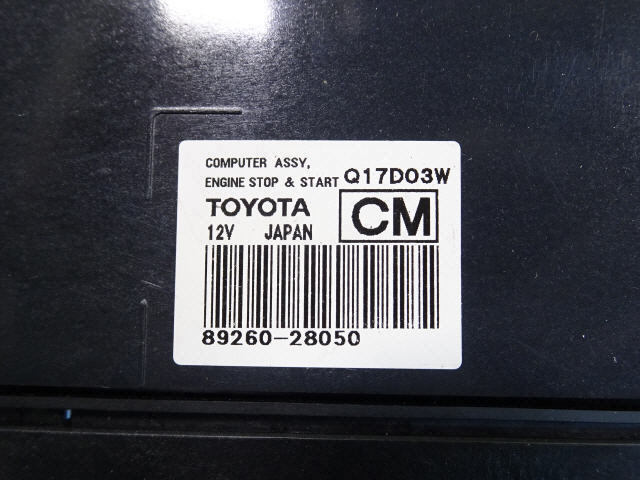 COMPUTER ASSY,
ENGINE STOP & START Q17D03W
TOYOTA CM
12V JAPAN
89260-28050